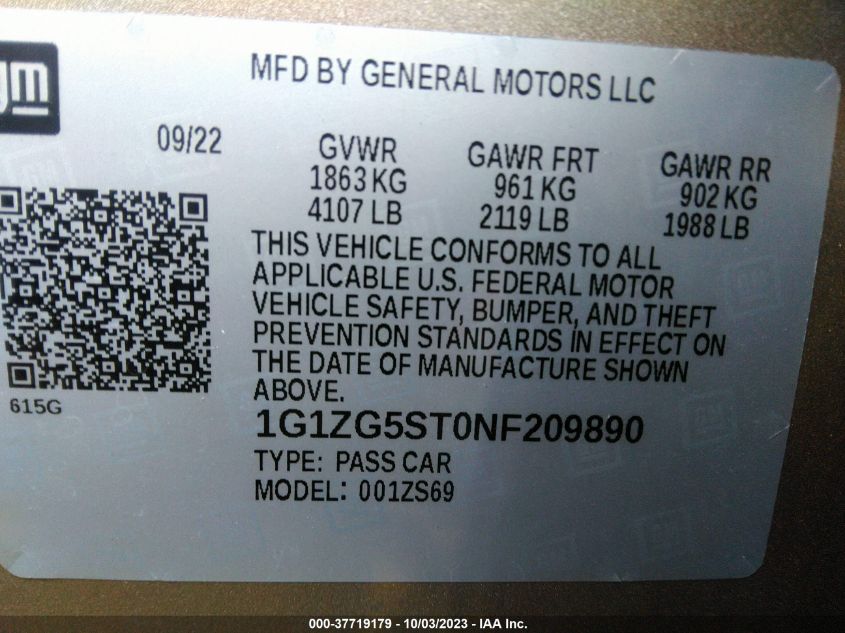 gm
MFD BY GENERAL MOTORS LLC
09/22
GVWR
1863 KG
4107 LB
GAWR FRT
961 KG
2119 LB
GAWR RR
902 KG
1988 LB
THIS VEHICLE CONFORMS TO ALL
APPLICABLE U.S. FEDERAL MOTOR
VEHICLE SAFETY, BUMPER, AND THEFT
PREVENTION STANDARDS IN EFFECT ON
THE DATE OF MANUFACTURE SHOWN
ABOVE.
615G
1G1ZG5ST0NF209890
TYPE: PASS CAR
MODEL: 001ZS69
000-37719179 - 10/03/2023 - IAA Inc.